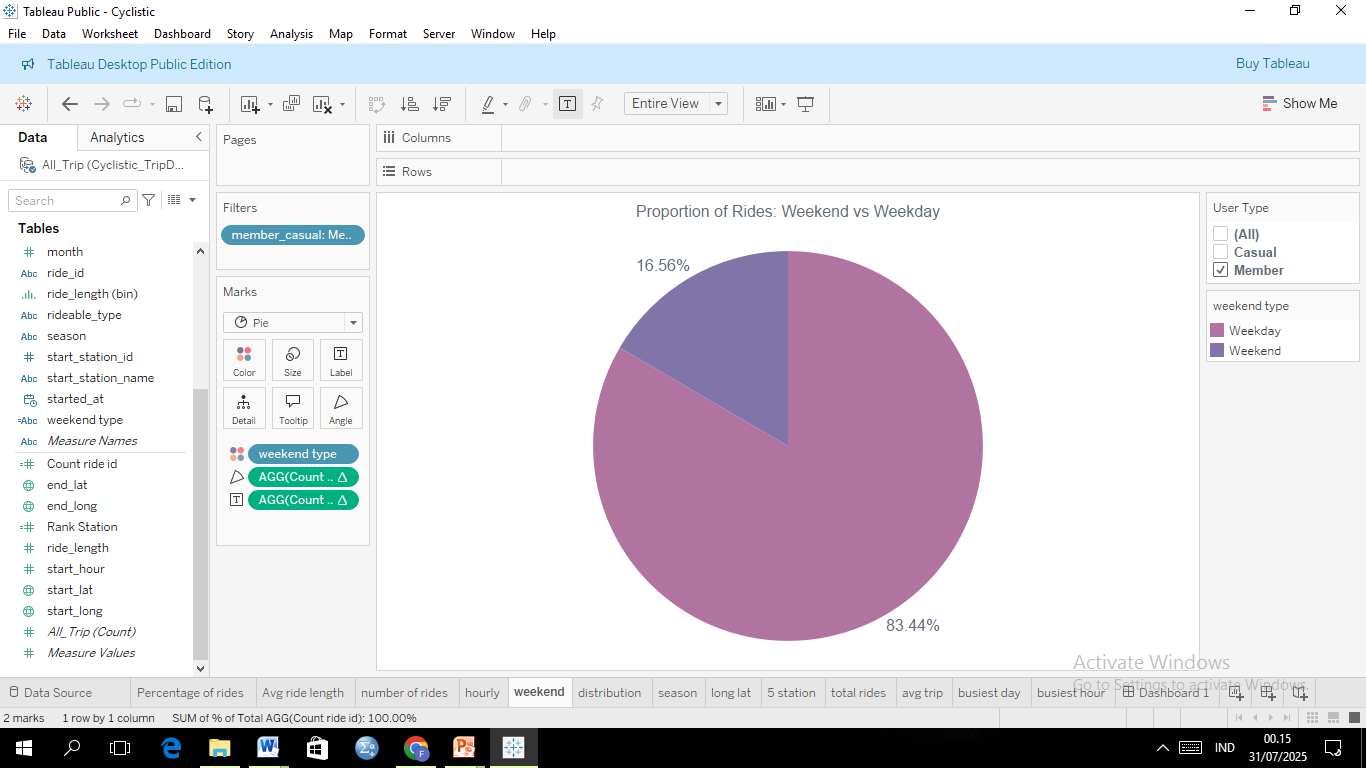 Tableau Public - Cyclistic
File Data Worksheet Dashboard Story Analysis Map Format Server Window Help
Tableau Desktop Public Edition
Buy Tableau
Entire View
Show Me
Data
Analytics
All_Trip (Cyclistic_TripD...
Search
Tables
# month
Abc ride_id
ride_length (bin)
Abc rideable_type
Abc season
# start_station_id
Abc start_station_name
started_at
=Abc weekend type
Abc Measure Names
=# Count ride id
end_lat
end_long
=# Rank Station
# ride_length
# start_hour
start_lat
start_long
# All_Trip (Count)
# Measure Values
Pages
Filters
member_casual: Me..
Marks
Pie
Color
Size
T
Label
Detail
Tooltip
Angle
weekend type
AGG(Count .. Δ
T AGG(Count .. Δ
Columns
Rows
Proportion of Rides: Weekend vs Weekday
16.56%
83.44%
User Type
(All)
Casual
Member
weekend type
Weekday
Weekend
Activate Windows
Go to Settings to activate Windows.
Data Source
Percentage of rides
Avg ride length
number of rides
hourly
weekend
distribution
season
long lat
5 station
total rides
avg trip
busiest day
busiest hour
Dashboard 1
2 marks
1 row by 1 column
SUM of % of Total AGG(Count ride id): 100.00%
IND
00.15
31/07/2025